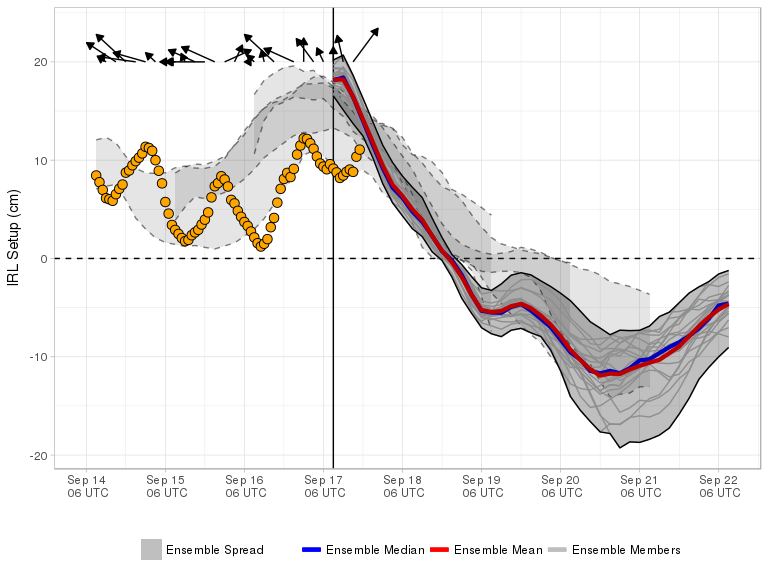 IRL Setup (cm)
20
10
0
-10
-20
Sep 14 Sep 15 Sep 16 Sep 17 Sep 18 Sep 19 Sep 20 Sep 21 Sep 22
06 UTC 06 UTC 06 UTC 06 UTC 06 UTC 06 UTC 06 UTC 06 UTC 06 UTC
Ensemble Spread Ensemble Median Ensemble Mean Ensemble Members